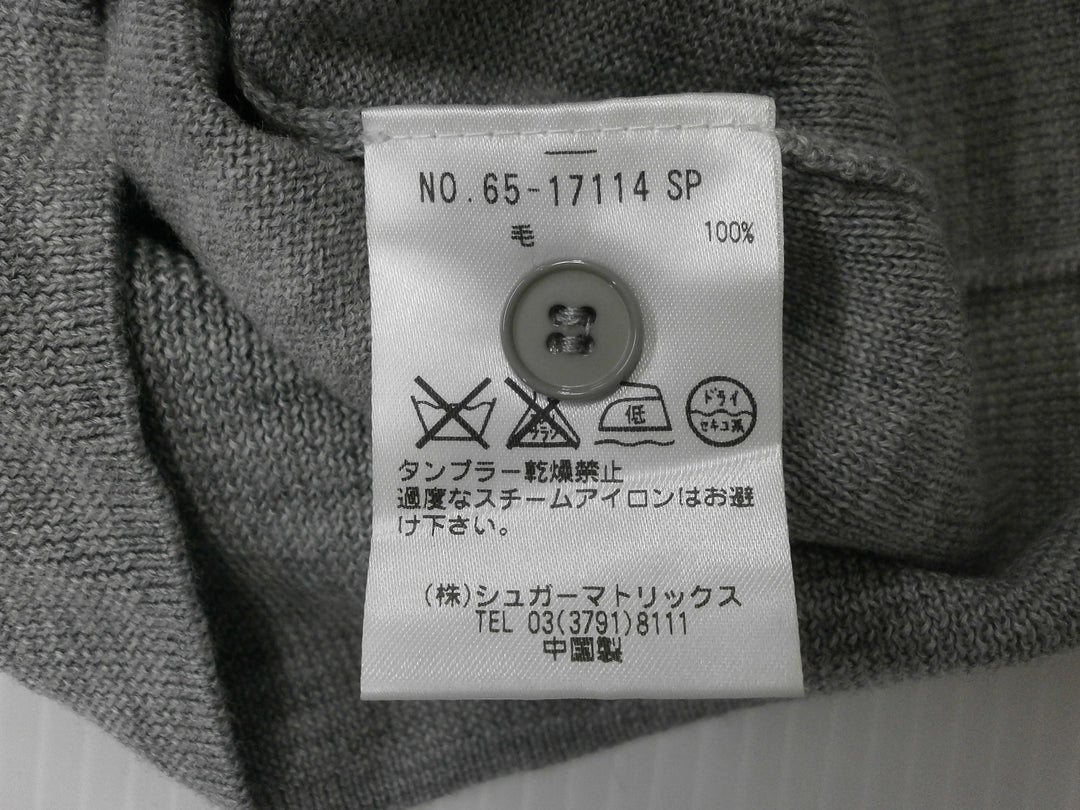 NO.65-17114 SP
毛 100%
低
ドライ
セキユ系
タンブラー乾燥禁止
過度なスチームアイロンはお避
け下さい。
(株)シュガーマトリックス
TEL 03(3791)8111
中国製